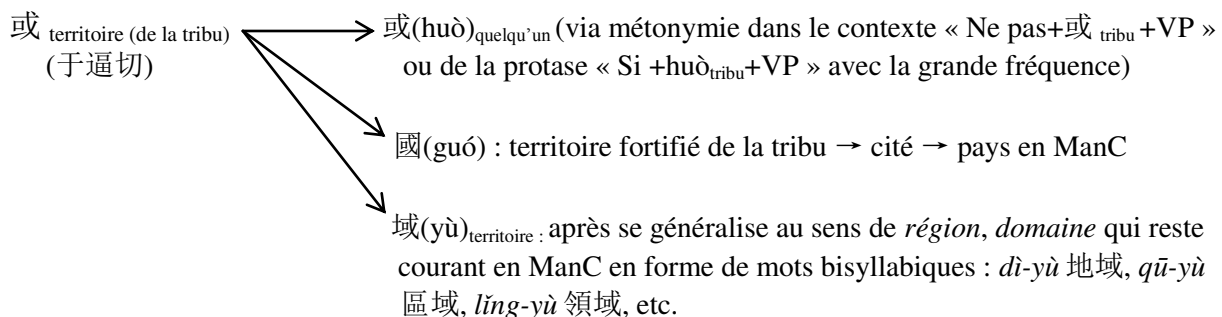 或 territoire (de la tribu) 或(huò)quelqu’un (via métonymie dans le contexte « Ne pas+或 tribu +VP »
(于逼切) ou de la protase « Si +huòtribu+VP » avec la grande fréquence)
國(guó) : territoire fortifié de la tribu → cité → pays en ManC
域(yù)territoire : après se généralise au sens de région, domaine qui reste
courant en ManC en forme de mots bisyllabiques : dì-yù 地域, qū-yù
區域, lǐng-yù 領域, etc.